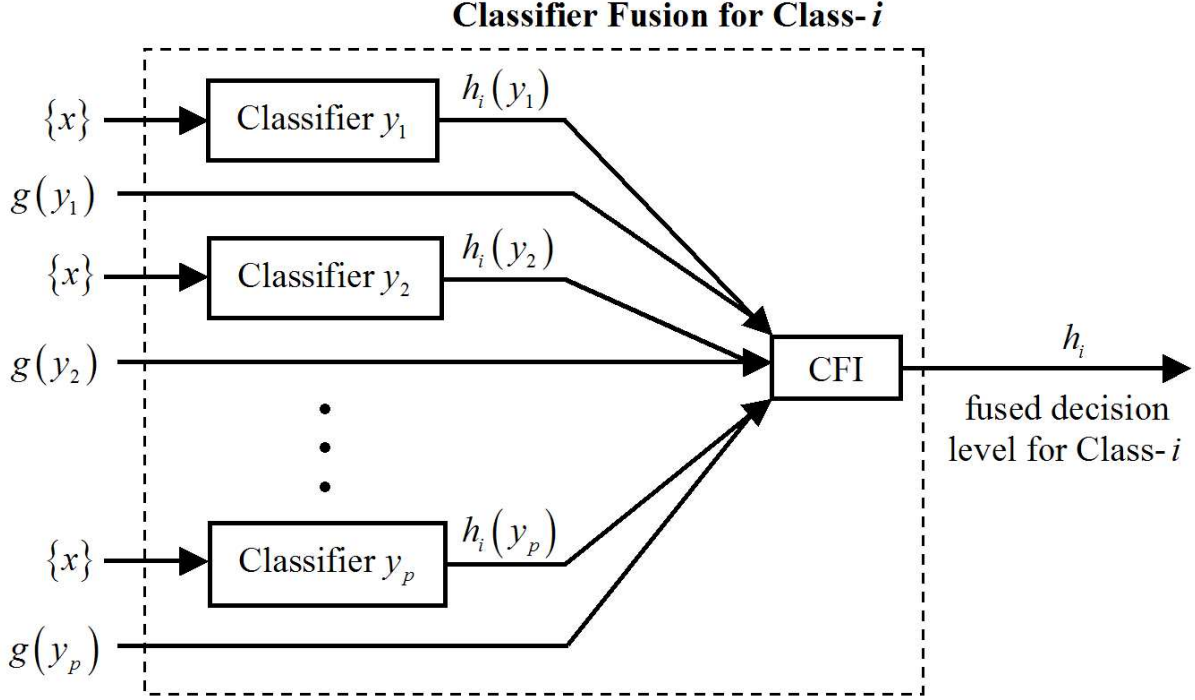 Classifier Fusion for Class-i
{x}
Classifier y₁
hᵢ(y₁)
g(y₁)
{x}
Classifier y₂
hᵢ(y₂)
g(y₂)
CFI
hᵢ
fused decision
level for Class-i
{x}
Classifier yₚ
hᵢ(yₚ)
g(yₚ)